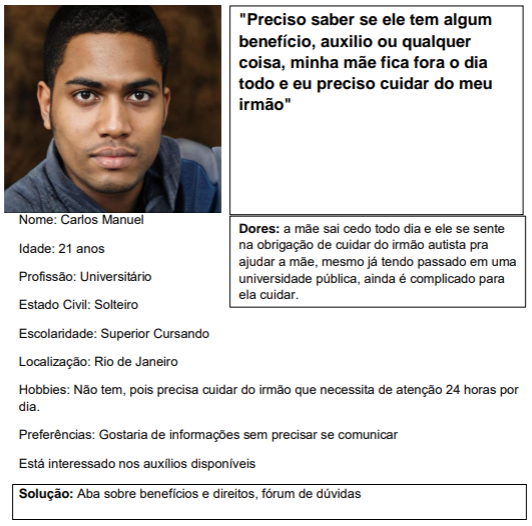 "Preciso saber se ele tem algum
benefício, auxilio ou qualquer
coisa, minha mãe fica fora o dia
todo e eu preciso cuidar do meu
irmão"
Nome: Carlos Manuel
Idade: 21 anos
Profissão: Universitário
Estado Civil: Solteiro
Dores: a mãe sai cedo todo dia e ele se sente
na obrigação de cuidar do irmão autista pra
ajudar a mãe, mesmo já tendo passado em uma
universidade pública, ainda é complicado para
ela cuidar.
Escolaridade: Superior Cursando
Localização: Rio de Janeiro
Hobbies: Não tem, pois precisa cuidar do irmão que necessita de atenção 24 horas por
dia.
Preferências: Gostaria de informações sem precisar se comunicar
Está interessado nos auxílios disponíveis
Solução: Aba sobre benefícios e direitos, fórum de dúvidas